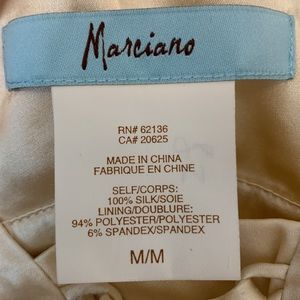 Marciano
RN# 62136
CA# 20625
MADE IN CHINA
FABRIQUE EN CHINE
SELF/CORPS:
100% SILK/SOIE
LINING/DOUBLURE:
94% POLYESTER/POLYESTER
6% SPANDEX/SPANDEX
M/M